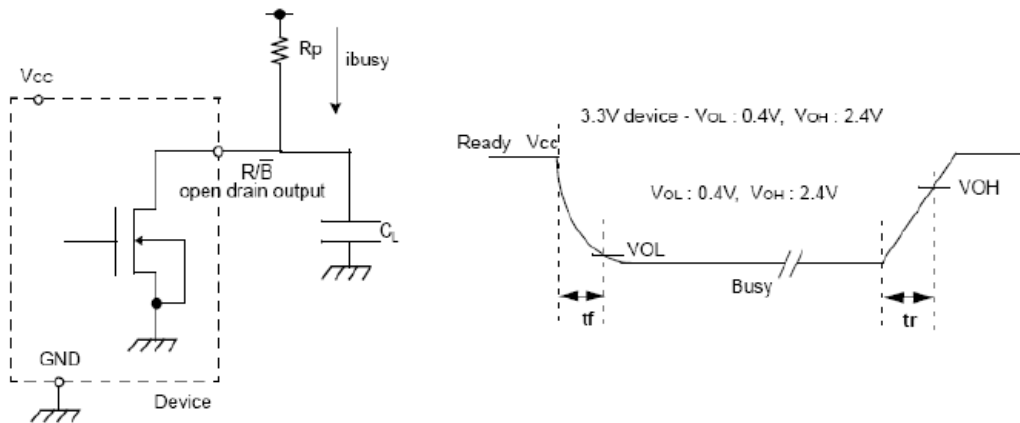 Rp
ibusy
Vcc
R/B̅
open drain output
CL
GND
Device
3.3V device - VOL : 0.4V, VOH : 2.4V
Ready Vcc
VOL : 0.4V, VOH : 2.4V
VOH
VOL
Busy
tf
tr